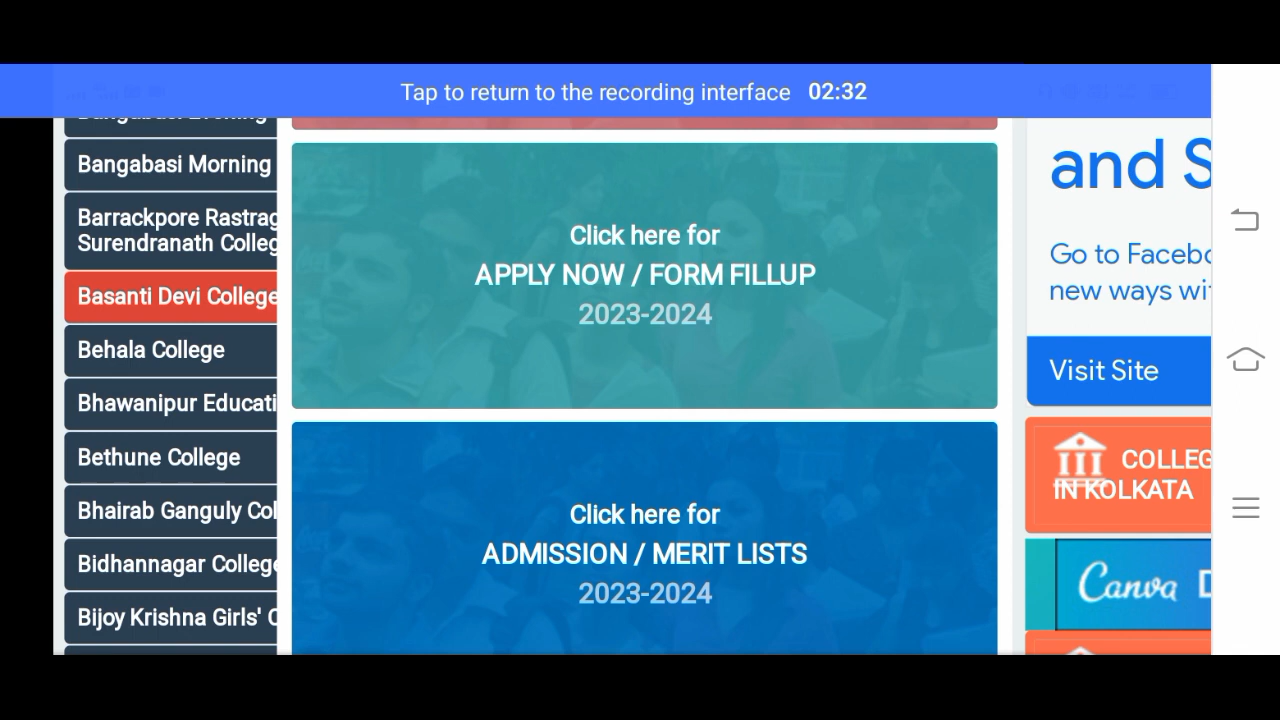 Tap to return to the recording interface 02:32
Bangabasi Evening
Bangabasi Morning
Barrackpore Rastrag
Surendranath Colleg
Basanti Devi College
Behala College
Bhawanipur Educati
Bethune College
Bhairab Ganguly Col
Bidhannagar College
Bijoy Krishna Girls' C
Click here for
APPLY NOW / FORM FILLUP
2023-2024
Click here for
ADMISSION / MERIT LISTS
2023-2024
and S
Go to Facebo
new ways wi
Visit Site
COLLEG
IN KOLKATA
Canva D